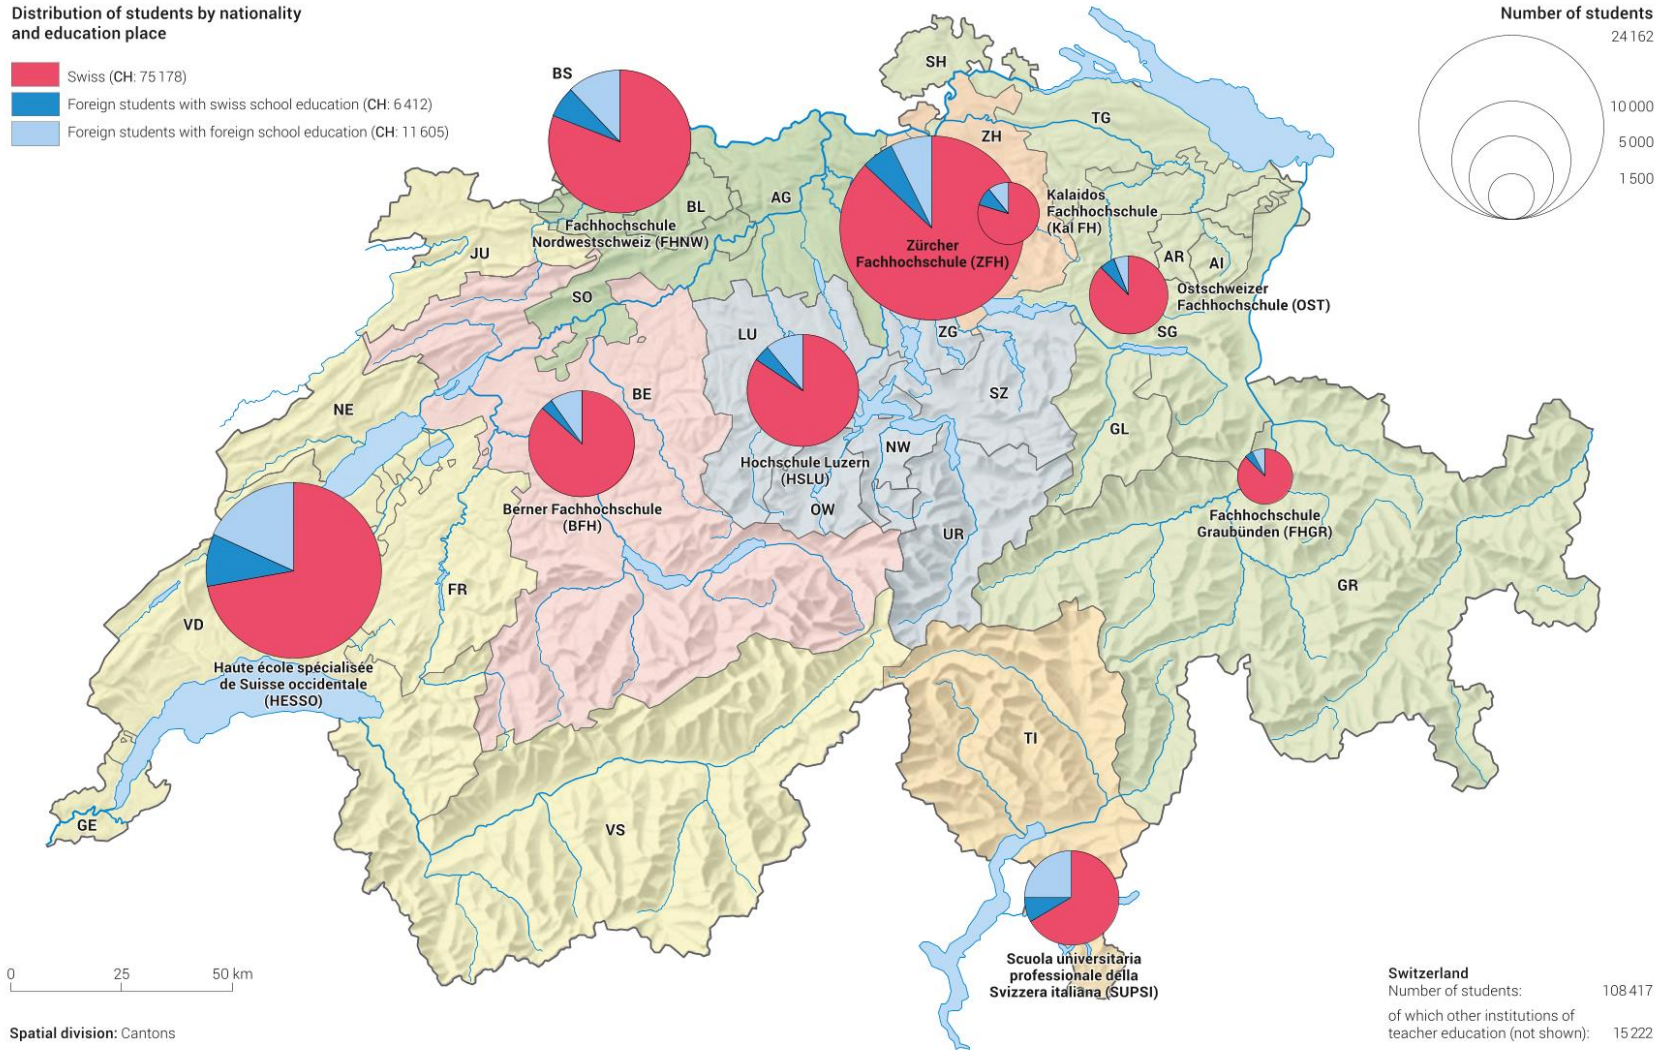 Distribution of students by nationality
and education place
Swiss (CH: 75 178)
Foreign students with swiss school education (CH: 6 412)
Foreign students with foreign school education (CH: 11 605)
Number of students
24 162
10 000
5 000
1 500
BS
SH
TG
ZH
AG
BL
JU
SO
Fachhochschule
Nordwestschweiz (FHNW)
Zürcher
Fachhochschule (ZFH)
Kalaidos
Fachhochschule
(Kal FH)
AR
AI
Ostschweizer
Fachhochschule (OST)
SG
LU
ZG
SZ
NE
BE
GL
NW
Hochschule Luzern
(HSLU)
OW
UR
Berner Fachhochschule
(BFH)
Fachhochschule
Graubünden (FHGR)
GR
FR
VD
Haute école spécialisée
de Suisse occidentale
(HESSO)
TI
VS
GE
Scuola universitaria
professionale della
Svizzera italiana (SUPSI)
0 25 50 km
Spatial division: Cantons
Switzerland
Number of students: 108 417
of which other institutions of
teacher education (not shown): 15 222